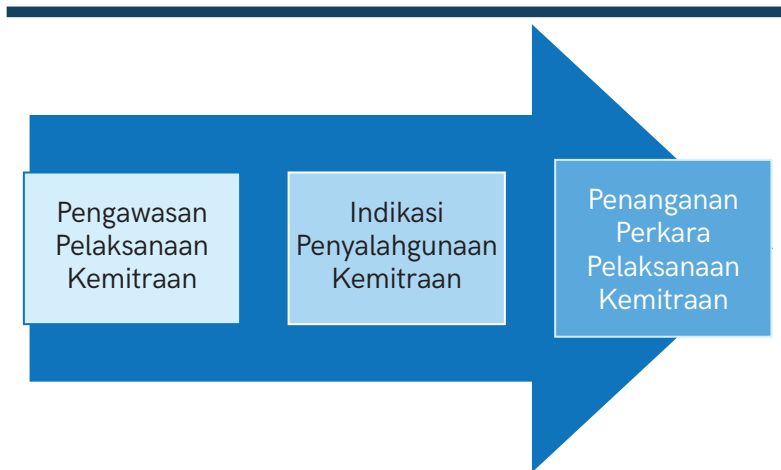 Pengawasan
Pelaksanaan
Kemitraan
Indikasi
Penyalahgunaan
Kemitraan
Penanganan
Perkara
Pelaksanaan
Kemitraan